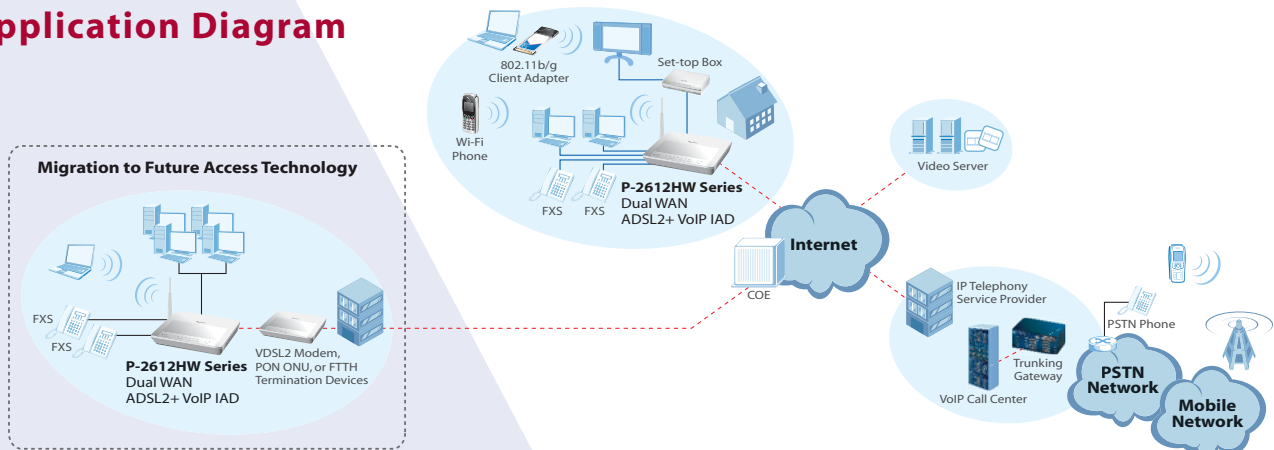 pplication Diagram
802.11b/g
Client Adapter
Set-top Box
Wi-Fi
Phone
FXS
FXS
P-2612HW Series
Dual WAN
ADSL2+ VoIP IAD
Video Server
Migration to Future Access Technology
FXS
FXS
P-2612HW Series
Dual WAN
ADSL2+ VoIP IAD
VDSL2 Modem,
PON ONU, or FTTH
Termination Devices
Internet
COE
IP Telephony
Service Provider
VoIP Call Center
Trunking
Gateway
PSTN Phone
PSTN
Network
Mobile
Network